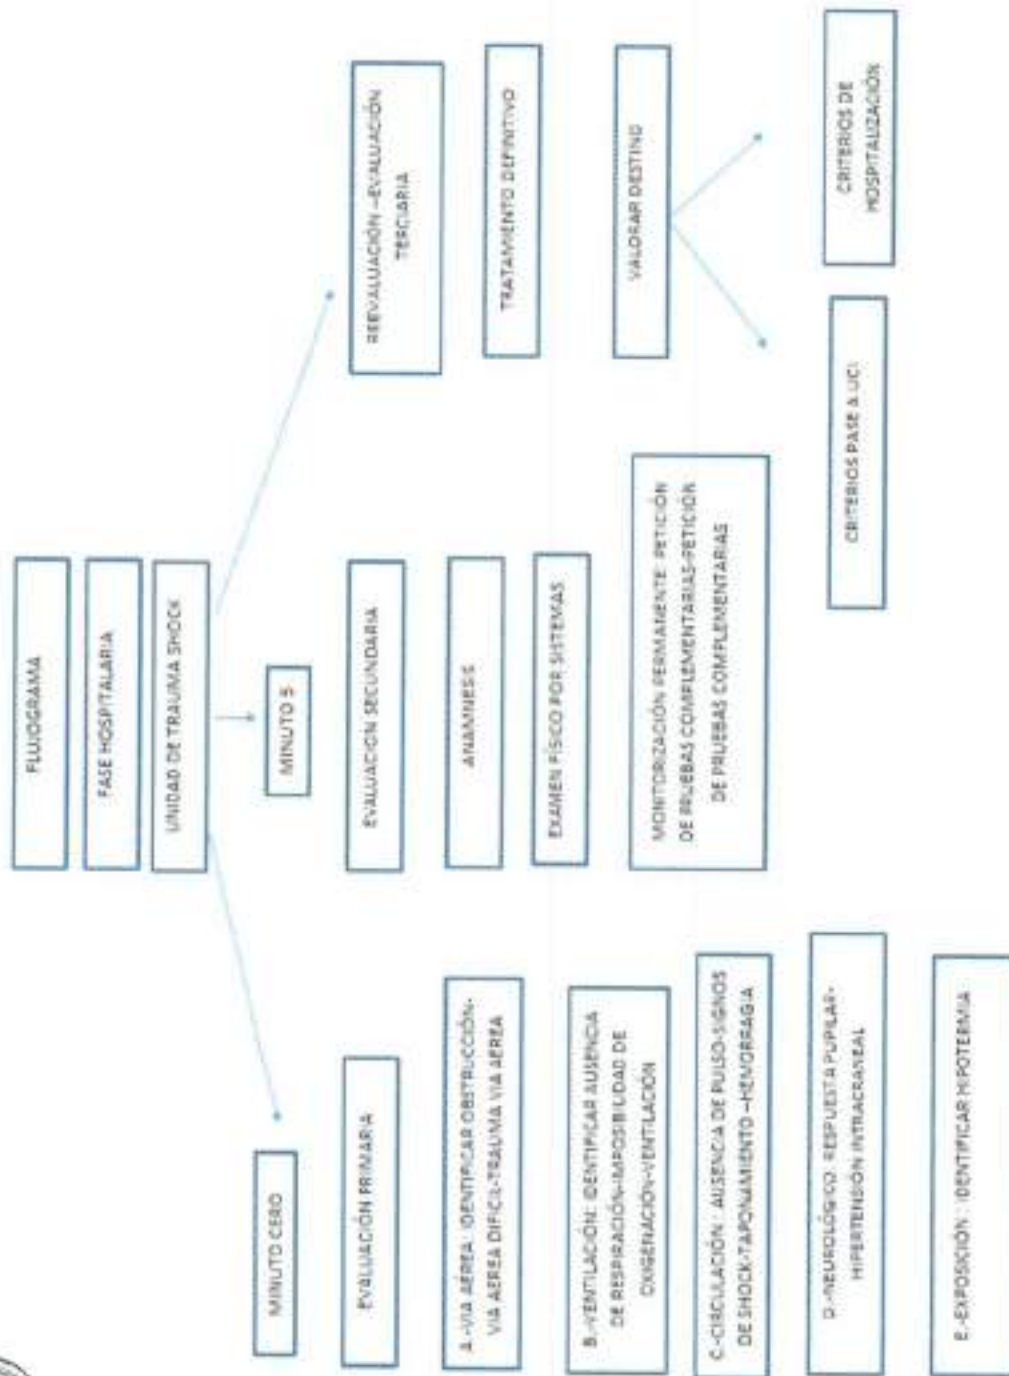 FLUJOGRAMA
FASE HOSPITALARIA
UNIDAD DE TRAUMA SHOCK
MINUTO CERO
EVALUACIÓN PRIMARIA
A.-VIA AÉREA: IDENTIFICAR OBSTRUCCIÓN-
VIA AEREA DIFICIL-TRAUMA VIA AEREA
B.-VENTILACIÓN: IDENTIFICAR AUSENCIA
DE RESPIRACIÓN-IMPOSIBILIDAD DE
OXIGENACIÓN-VENTILACIÓN
C.-CIRCULACIÓN : AUSENCIA DE PULSO-SIGNOS
DE SHOCK-TAPONAMIENTO –HEMORRAGIA
D.-NEUROLÓGICO: RESPUESTA PUPILAR-
HIPERTENSIÓN INTRACRANEAL
E.-EXPOSICIÓN : IDENTIFICAR HIPOTERMIA
MINUTO 5
EVALUACIÓN SECUNDARIA
ANAMNESIS
EXAMEN FÍSICO POR SISTEMAS
MONITORIZACIÓN PERMANENTE: PETICIÓN
DE PRUEBAS COMPLEMENTARIAS-PETICIÓN
DE PRUEBAS COMPLEMENTARIAS
REEVALUACIÓN –EVALUACIÓN
TERCIARIA
TRATAMIENTO DEFINITIVO
VALORAR DESTINO
CRITERIOS PASE A UCI
CRITERIOS DE
HOSPITALIZACIÓN